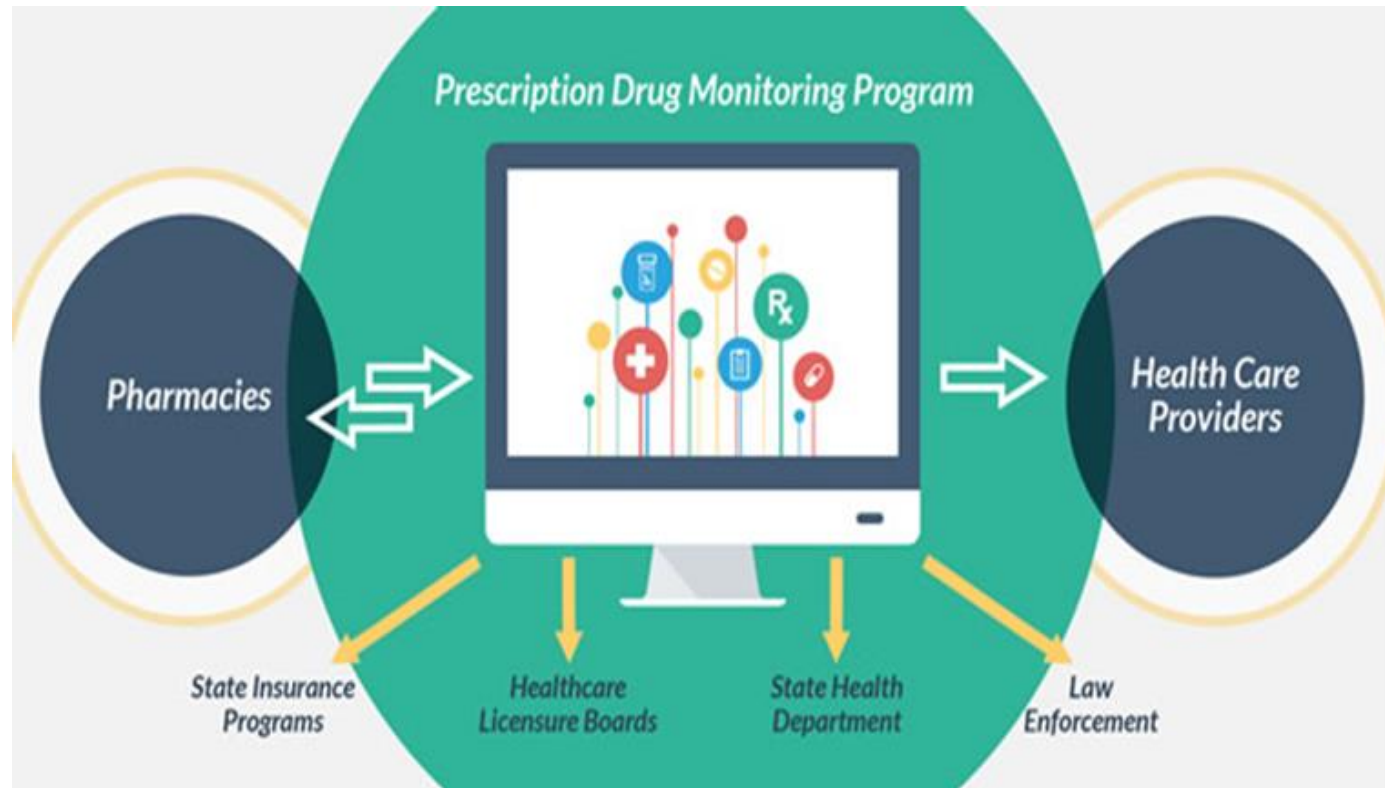 Prescription Drug Monitoring Program
Rx
Pharmacies
Health Care
Providers
State Insurance
Programs
Healthcare
Licensure Boards
State Health
Department
Law
Enforcement